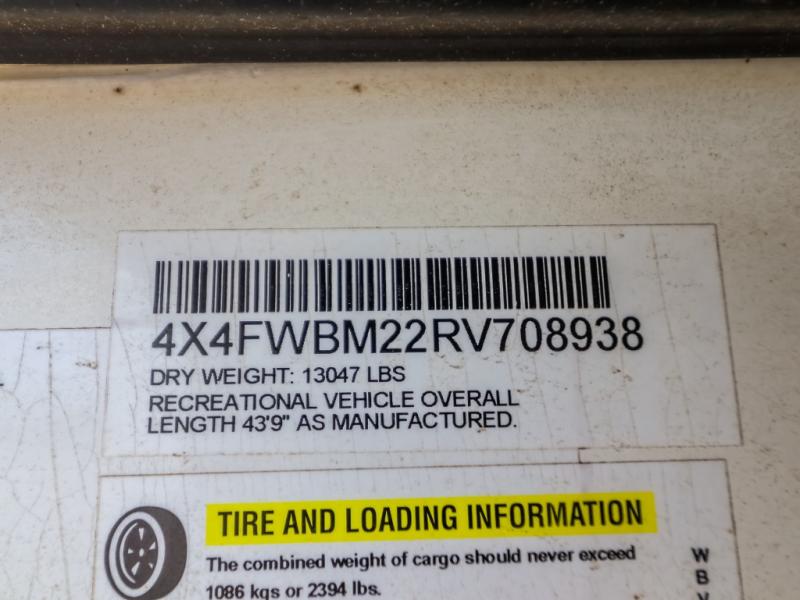 4X4FWBM22RV708938
DRY WEIGHT: 13047 LBS
RECREATIONAL VEHICLE OVERALL
LENGTH 43'9" AS MANUFACTURED.
TIRE AND LOADING INFORMATION
The combined weight of cargo should never exceed
1086 kgs or 2394 lbs.
W
B